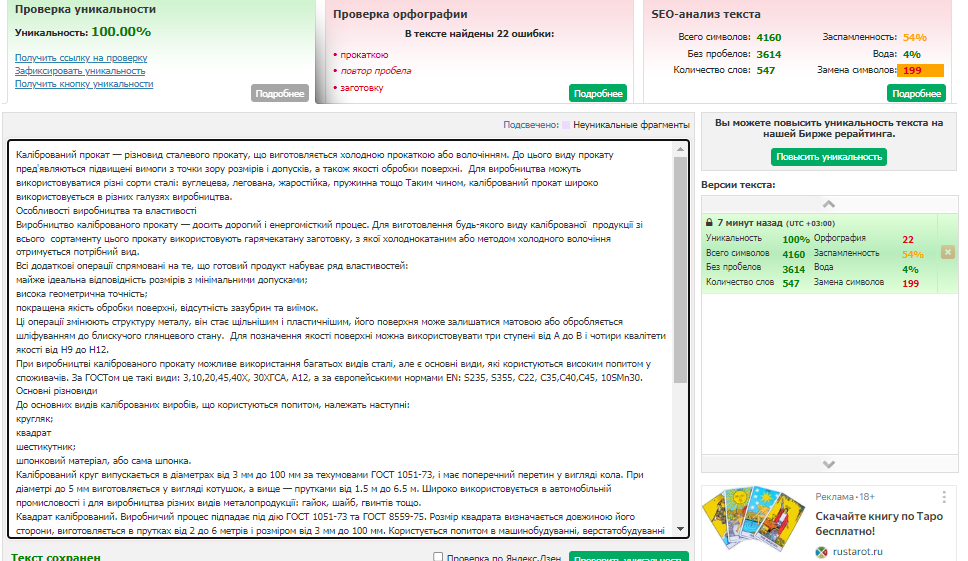 Проверка уникальности
Уникальность: 100.00%
Получить ссылку на проверку
Зафиксировать уникальность
Получить кнопку уникальности
Подробнее
Проверка орфографии
В тексте найдены 22 ошибки:
• прокаткою
• повтор пробела
• заготовку
Подробнее
SEO-анализ текста
Всего символов: 4160 Заспамленность: 54%
Без пробелов: 3614 Вода: 4%
Количество слов: 547 Замена символов: 199
Подробнее
Подсвечено: Неуникальные фрагменты
Калібрований прокат — різновид сталевого прокату, що виготовляється холодною прокаткою або волочінням. До цього виду прокату
пред'являються підвищені вимоги з точки зору розмірів і допусків, а також якості обробки поверхні.  Для виробництва можуть
використовуватися різні сорти сталі: вуглецева, легована, жаростійка, пружинна тощо Таким чином, калібрований прокат широко
використовується в різних галузях виробництва.
Особливості виробництва та властивості
Виробництво каліброваного прокату — досить дорогий і енергомісткий процес. Для виготовлення будь-якого виду каліброваної  продукції зі
всього  сортаменту цього прокату використовують гарячекатану заготовку, з якої холоднокатаним або методом холодного волочіння
отримується потрібний вид.
Всі додаткові операції спрямовані на те, що готовий продукт набуває ряд властивостей:
майже ідеальна відповідність розмірів з мінімальними допусками;
висока геометрична точність;
покращена якість обробки поверхні, відсутність зазубрин та виїмок.
Ці операції змінюють структуру металу, він стає щільнішим і пластичнішим, його поверхня може залишатися матовою або обробляється
шліфуванням до блискучого глянцевого стану.  Для позначення якості поверхні можна використовувати три ступені від А до В і чотири квалітети
якості від Н9 до Н12.
При виробництві каліброваного прокату можливе використання багатьох видів сталі, але є основні види, які користуються високим попитом у
споживачів. За ГОСТом це такі види: 3,10,20,45,40Х, 30ХГСА, А12, а за європейськими нормами EN: S235, S355, С22, С35,С40,С45, 10SMn30.
Основні різновиди
До основних видів каліброваних виробів, що користуються попитом, належать наступні:
кругляк;
квадрат
шестикутник;
шпонковий матеріал, або сама шпонка.
Калібрований круг випускається в діаметрах від 3 мм до 100 мм за техумовами ГОСТ 1051-73, і має поперечний перетин у вигляді кола. При
діаметрі до 5 мм виготовляється у вигляді котушок, а вище — прутками від 1.5 м до 6.5 м. Широко використовується в автомобільній
промисловості і для виробництва різних видів металопродукції: гайок, шайб, гвинтів тощо.
Квадрат калібрований. Виробничий процес підпадає під дію ГОСТ 1051-73 та ГОСТ 8559-75. Розмір квадрата визначається довжиною його
сторони, виготовляється в прутках від 2 до 6 метрів і розміром від 3 мм до 100 мм. Користується попитом в машинобудуванні, верстатобудуванні
Текст сохранен
Проверка по Яндекс.Дзен
Проверить уникальность
Вы можете повысить уникальность текста на
нашей Бирже рерайтинга.
Повысить уникальность
Версии текста:
7 минут назад (UTC +03:00)
Уникальность 100% Орфография 22
Всего символов 4160 Заспамленность 54%
Без пробелов 3614 Вода 4%
Количество слов 547 Замена символов 199
Реклама • 18+
Скачайте книгу по Таро
бесплатно!
rustarot.ru